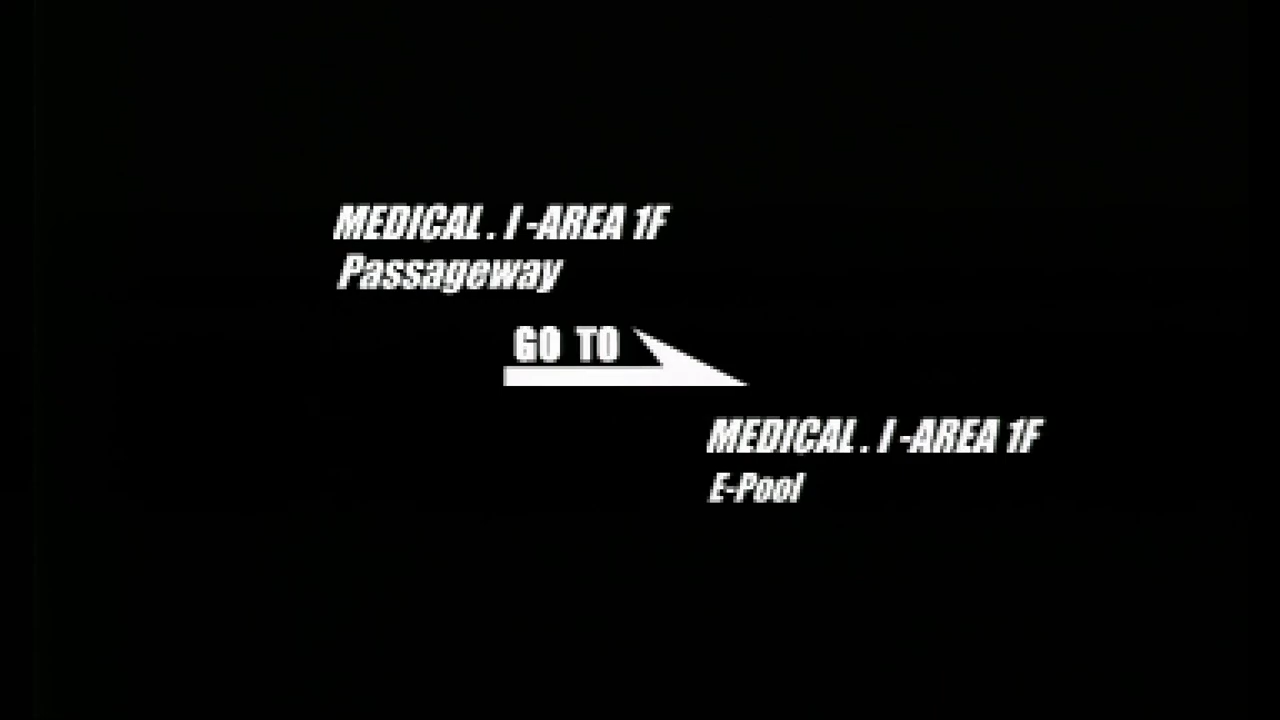 MEDICAL . I -AREA 1F
Passageway
GO TO
MEDICAL . I -AREA 1F
E-Pool